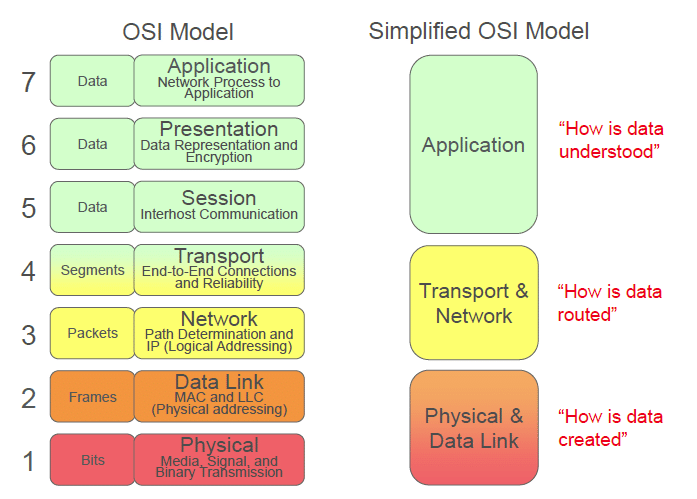 OSI Model
Simplified OSI Model
7
Data
Application
Network Process to
Application
6
Data
Presentation
Data Representation and
Encryption
5
Data
Session
Interhost Communication
4
Segments
Transport
End-to-End Connections
and Reliability
3
Packets
Network
Path Determination and
IP (Logical Addressing)
2
Frames
Data Link
MAC and LLC
(Physical addressing)
1
Bits
Physical
Media, Signal, and
Binary Transmission
Application
“How is data
understood”
Transport &
Network
“How is data
routed”
Physical &
Data Link
“How is data
created”